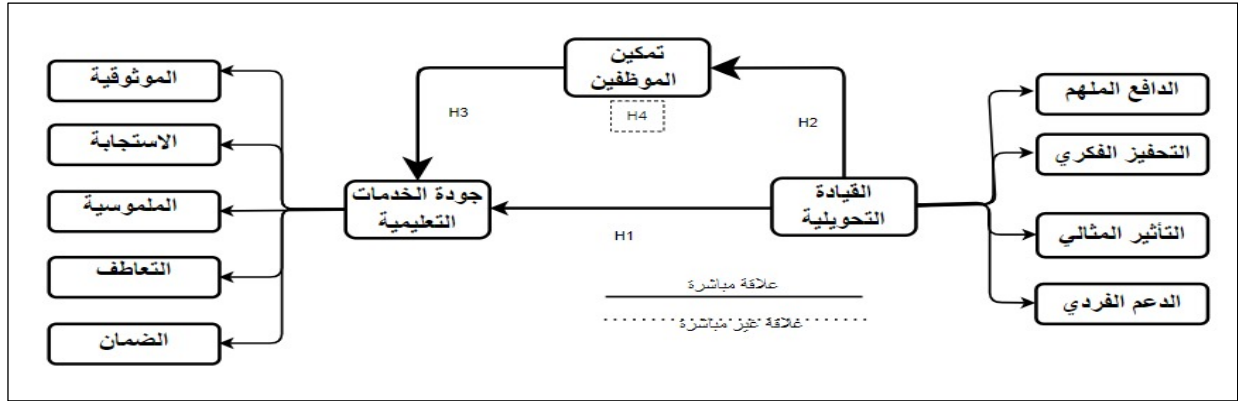 تمكين
الموظفين
H4
H3
H2
القيادة
التحويلية
جودة الخدمات
التعليمية
H1
الدافع الملهم
التحفيز الفكري
التأثير المثالي
الدعم الفردي
الموثوقية
الاستجابة
الملموسية
التعاطف
الضمان
علاقة مباشرة
علاقة غير مباشرة